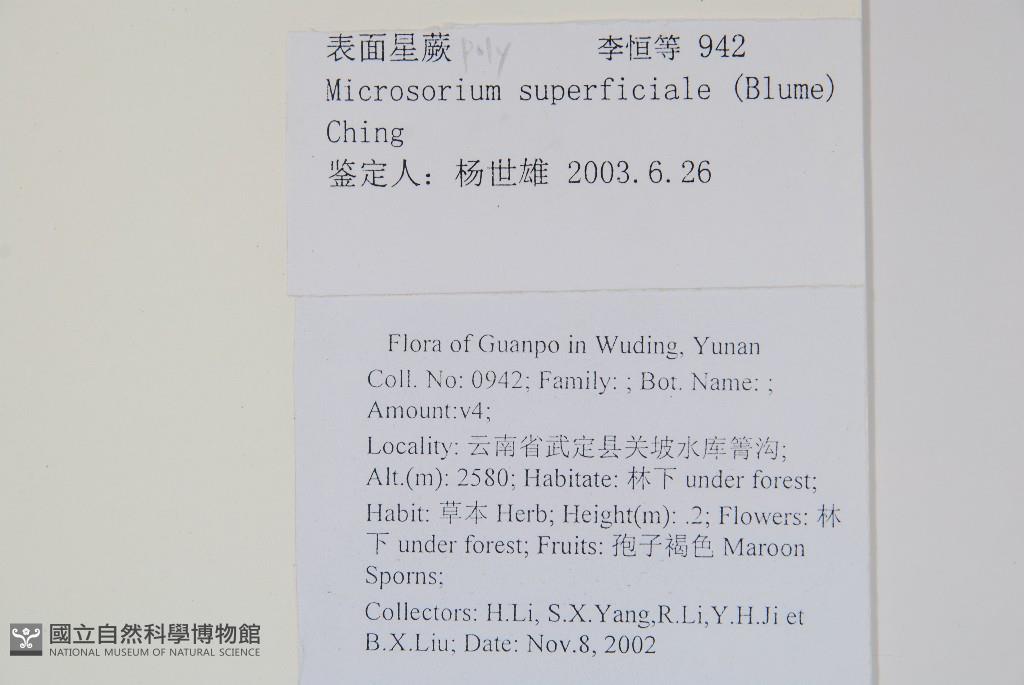 表面星蕨 poly 李恒等 942
Microsorium superficiale (Blume)
Ching
鉴定人：杨世雄 2003.6.26
Flora of Guanpo in Wuding, Yunan
Coll. No: 0942; Family: ; Bot. Name: ;
Amount:v4;
Locality: 云南省武定县关坡水库箐沟;
Alt.(m): 2580; Habitate: 林下 under forest;
Habit: 草本 Herb; Height(m): .2; Flowers: 林
下 under forest; Fruits: 孢子褐色 Maroon
Sporns;
Collectors: H.Li, S.X.Yang,R.Li,Y.H.Ji et
B.X.Liu; Date: Nov.8, 2002
國立自然科學博物館
NATIONAL MUSEUM OF NATURAL SCIENCE